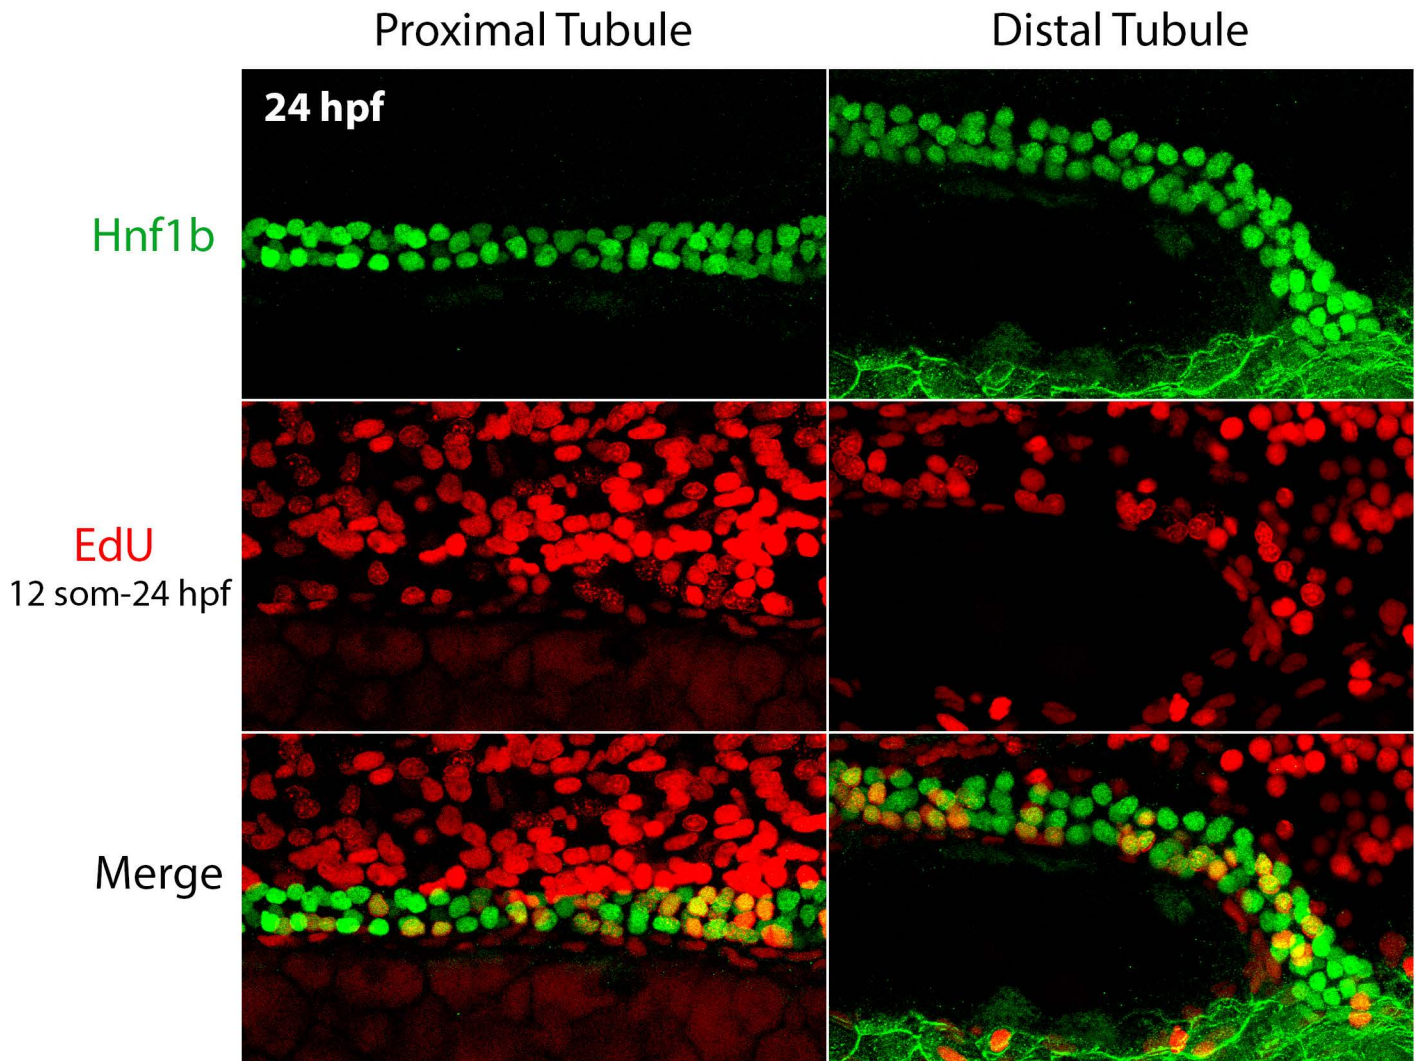 Proximal Tubule
Distal Tubule
24 hpf
Hnf1b
EdU
12 som-24 hpf
Merge